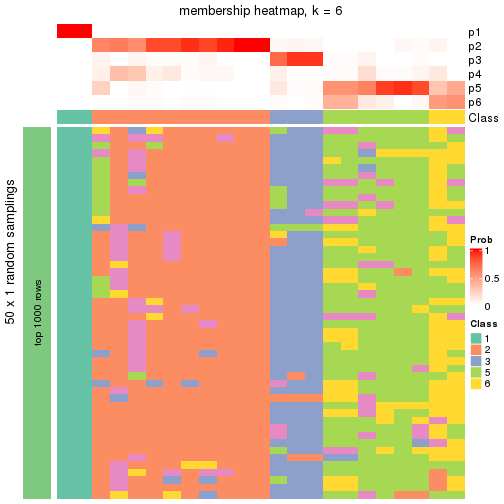 membership heatmap, k = 6
p1
p2
p3
p4
p5
p6
Class
50 x 1 random samplings
top 1000 rows
Prob
1
0.5
0
Class
1
2
3
5
6